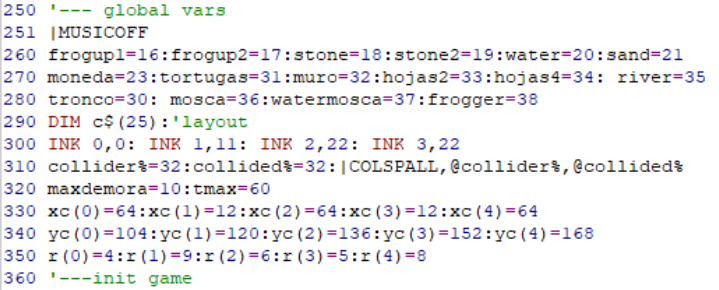 250 '--- global vars
251 |MUSICOFF
260 frogup1=16:frogup2=17:stone=18:stone2=19:water=20:sand=21
270 moneda=23:tortugas=31:muro=32:hojas2=33:hojas4=34: river=35
280 tronco=30: mosca=36:watermosca=37:frogger=38
290 DIM c$(25):'layout
300 INK 0,0: INK 1,11: INK 2,22: INK 3,22
310 collider%=32:collided%=32:|COLSPALL,@collider%,@collided%
320 maxdemora=10:tmax=60
330 xc(0)=64:xc(1)=12:xc(2)=64:xc(3)=12:xc(4)=64
340 yc(0)=104:yc(1)=120:yc(2)=136:yc(3)=152:yc(4)=168
350 r(0)=4:r(1)=9:r(2)=6:r(3)=5:r(4)=8
360 '---init game